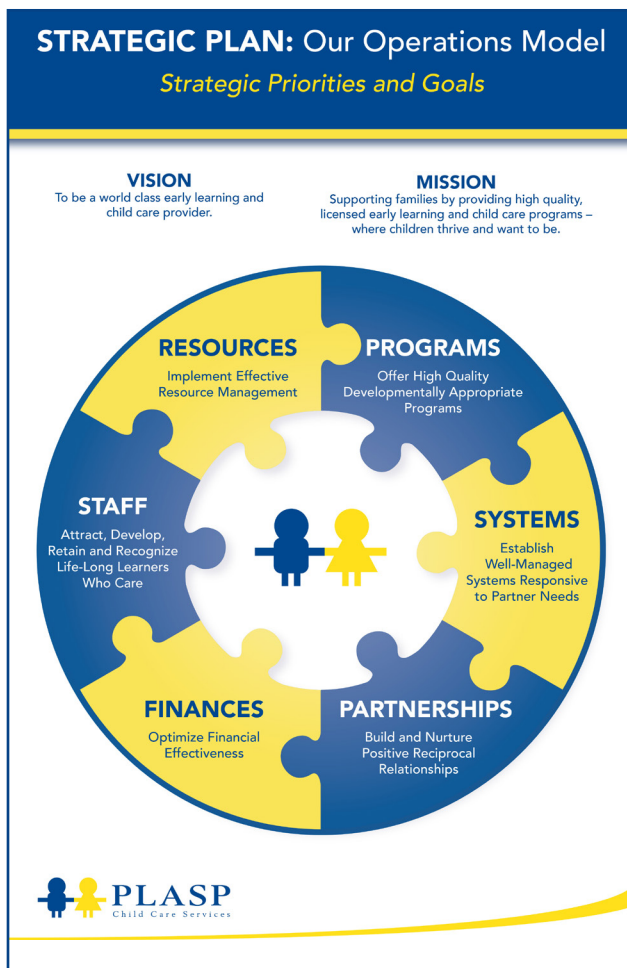 STRATEGIC PLAN: Our Operations Model
Strategic Priorities and Goals
VISION
To be a world class early learning and
child care provider.
MISSION
Supporting families by providing high quality,
licensed early learning and child care programs –
where children thrive and want to be.
RESOURCES
Implement Effective
Resource Management
PROGRAMS
Offer High Quality
Developmentally Appropriate
Programs
STAFF
Attract, Develop,
Retain and Recognize
Life-Long Learners
Who Care
SYSTEMS
Establish
Well-Managed
Systems Responsive
to Partner Needs
FINANCES
Optimize Financial
Effectiveness
PARTNERSHIPS
Build and Nurture
Positive Reciprocal
Relationships
PLASP
Child Care Services